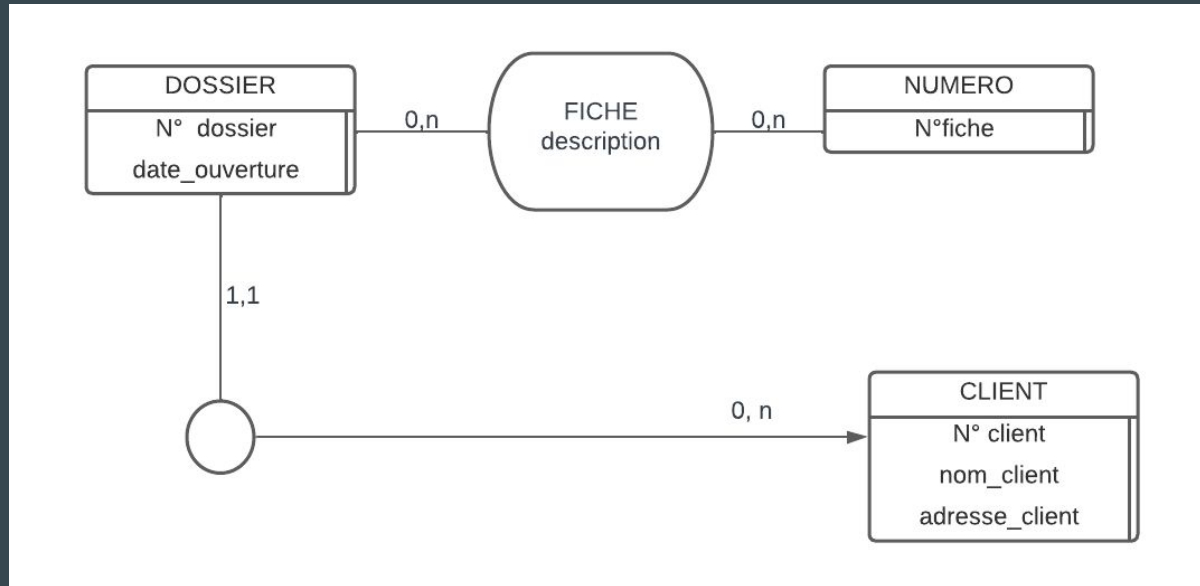 DOSSIER
N° dossier
date_ouverture
0,n
FICHE
description
0,n
NUMERO
N°fiche
1,1
0, n
CLIENT
N° client
nom_client
adresse_client